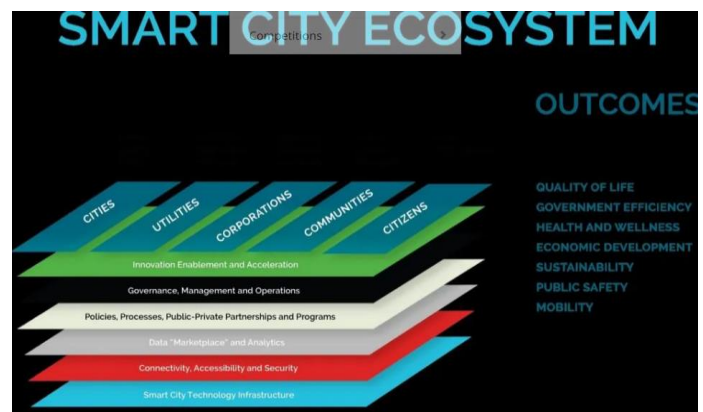 SMART CITY ECOSYSTEM
Competitions
OUTCOMES
CITIES
UTILITIES
CORPORATIONS
COMMUNITIES
CITIZENS
Innovation Enablement and Acceleration
Governance, Management and Operations
Policies, Processes, Public-Private Partnerships and Programs
Data "Marketplace" and Analytics
Connectivity, Accessibility and Security
Smart City Technology Infrastructure
QUALITY OF LIFE
GOVERNMENT EFFICIENCY
HEALTH AND WELLNESS
ECONOMIC DEVELOPMENT
SUSTAINABILITY
PUBLIC SAFETY
MOBILITY